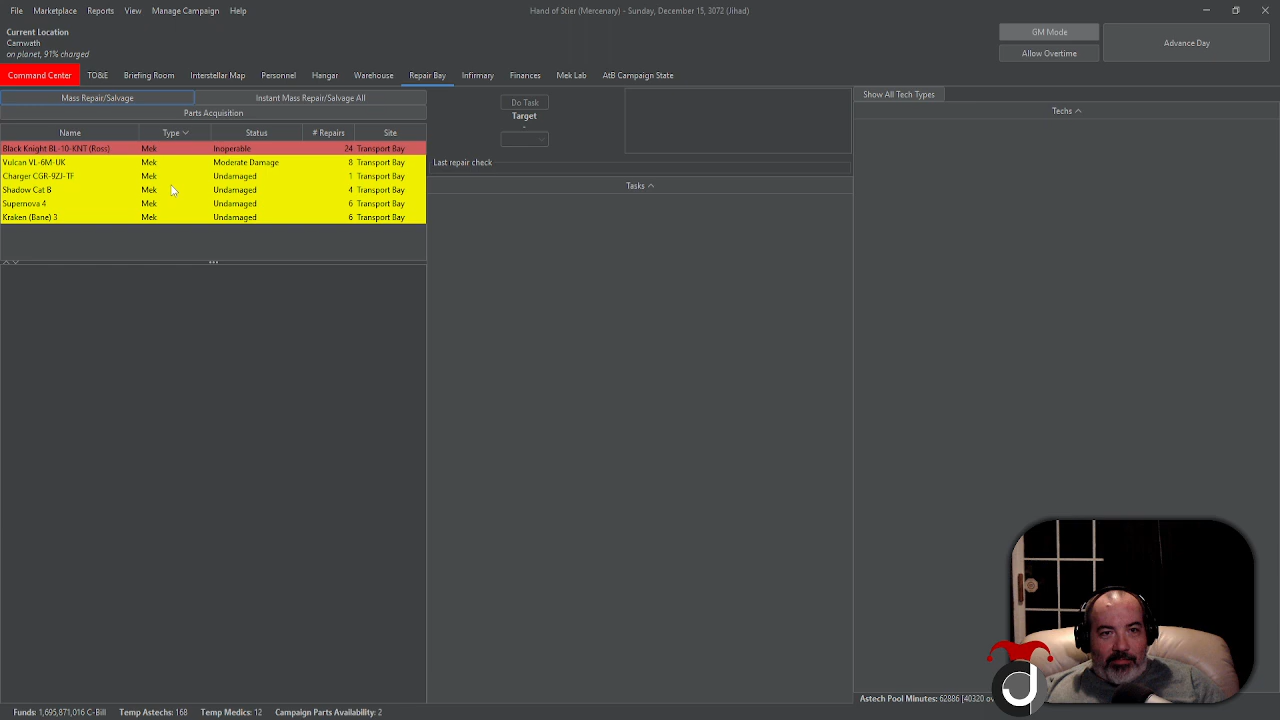 File Marketplace Reports View Manage Campaign Help
Hand of Stier (Mercenary) - Sunday, December 15, 3072 (Jihad)
Current Location
Carnwath
on planet, 91% charged
GM Mode
Allow Overtime
Advance Day
Command Center TO&E Briefing Room Interstellar Map Personnel Hangar Warehouse Repair Bay Infirmary Finances Mek Lab AtB Campaign State
Mass Repair/Salvage Instant Mass Repair/Salvage All
Parts Acquisition
Name Type Status # Repairs Site
Black Knight BL-10-KNT (Ross) Mek Inoperable 24 Transport Bay
Vulcan VL-6M-UK Mek Moderate Damage 8 Transport Bay
Charger CGR-9ZJ-TF Mek Undamaged 1 Transport Bay
Shadow Cat B Mek Undamaged 4 Transport Bay
Supernova 4 Mek Undamaged 6 Transport Bay
Kraken (Bane) 3 Mek Undamaged 6 Transport Bay
Do Task
Target
-
Last repair check
Tasks
Show All Tech Types
Techs
Astech Pool Minutes: 62886 (40320 ov
Funds: 1,695,871,016 C-Bill Temp Astechs: 168 Temp Medics: 12 Campaign Parts Availability: 2